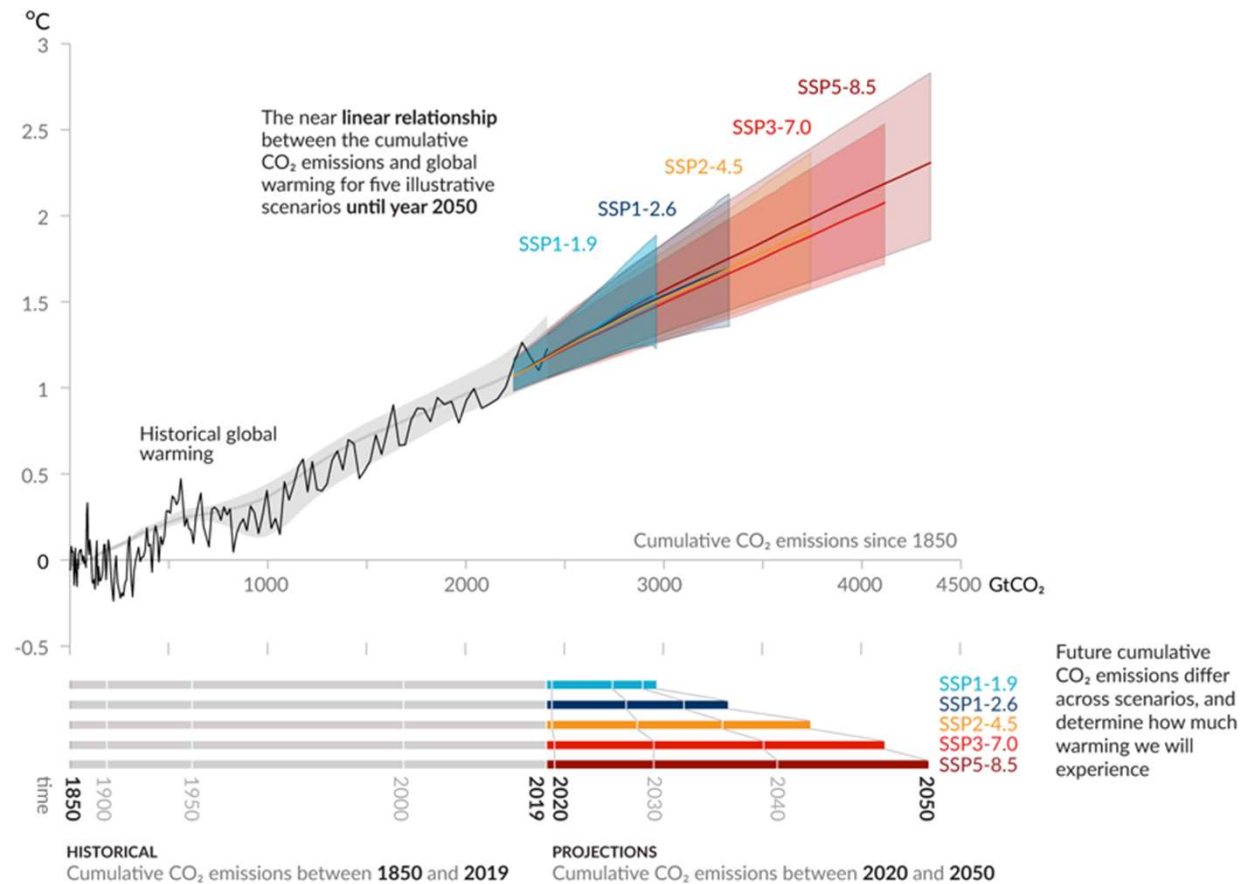 °C
3
The near linear relationship
between the cumulative
CO₂ emissions and global
warming for five illustrative
scenarios until year 2050
SSP5-8.5
SSP3-7.0
SSP2-4.5
SSP1-2.6
SSP1-1.9
2.5
2
1.5
1
Historical global
warming
0.5
Cumulative CO₂ emissions since 1850
0
1000
2000
3000
4000
4500 GtCO₂
-0.5
Future cumulative
CO₂ emissions differ
across scenarios, and
determine how much
warming we will
experience
SSP1-1.9
SSP1-2.6
SSP2-4.5
SSP3-7.0
SSP5-8.5
time
1850
1900
1950
2000
2019
2020
2030
2040
2050
HISTORICAL
Cumulative CO₂ emissions between 1850 and 2019
PROJECTIONS
Cumulative CO₂ emissions between 2020 and 2050